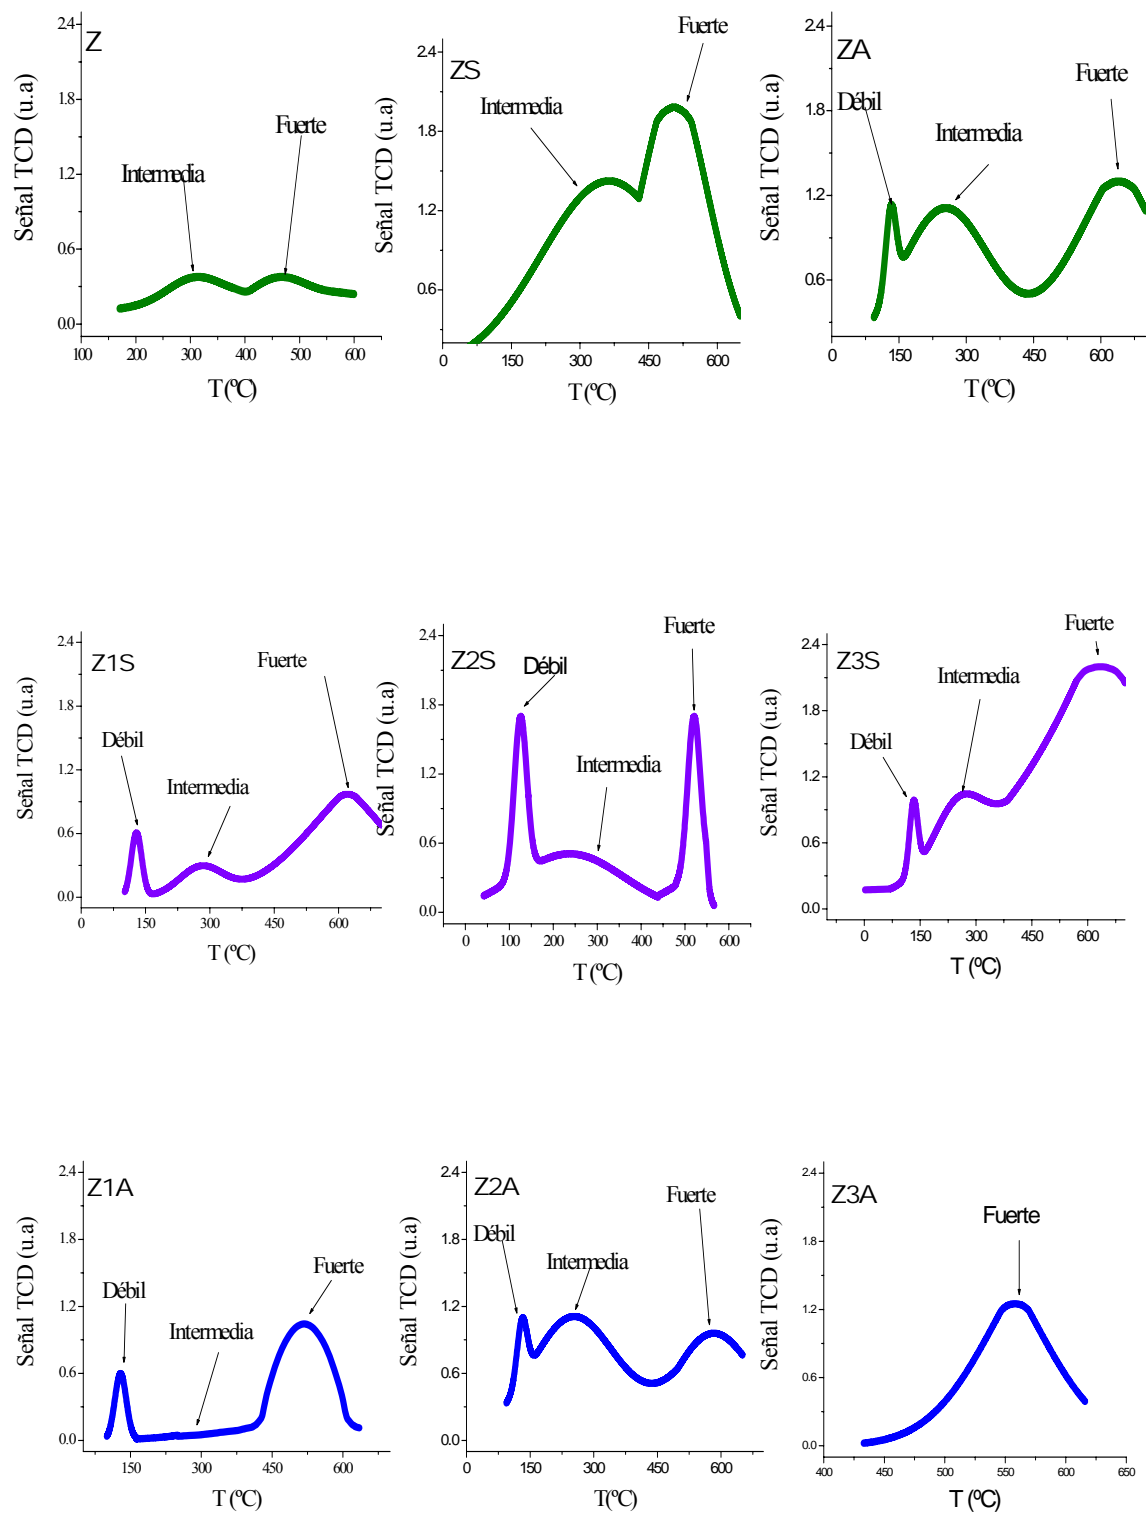 Z
Señal TCD (u.a)
2.4
1.8
1.2
0.6
0.0
Intermedia
Fuerte
100 200 300 400 500 600
T (ºC)
ZS
Señal TCD (u.a)
2.4
1.8
1.2
0.6
Intermedia
Fuerte
0 150 300 450 600
T (ºC)
ZA
Señal TCD (u.a)
2.4
1.8
1.2
0.6
Débil
Intermedia
Fuerte
0 150 300 450 600
T (ºC)
Z1S
Señal TCD (u.a)
2.4
1.8
1.2
0.6
0.0
Débil
Intermedia
Fuerte
0 150 300 450 600
T (ºC)
Z2S
Señal TCD (u.a)
2.4
1.8
1.2
0.6
0.0
Débil
Intermedia
Fuerte
0 100 200 300 400 500 600
T (ºC)
Z3S
Señal TCD (u.a)
2.4
1.8
1.2
0.6
0.0
Débil
Intermedia
Fuerte
0 150 300 450 600
T (ºC)
Z1A
Señal TCD (u.a)
2.4
1.8
1.2
0.6
0.0
Débil
Intermedia
Fuerte
150 300 450 600
T (ºC)
Z2A
Señal TCD (u.a)
2.4
1.8
1.2
0.6
0.0
Débil
Intermedia
Fuerte
0 150 300 450 600
T(ºC)
Z3A
Señal TCD (u.a)
2.4
1.8
1.2
0.6
0.0
Fuerte
400 450 500 550 600 650
T (ºC)